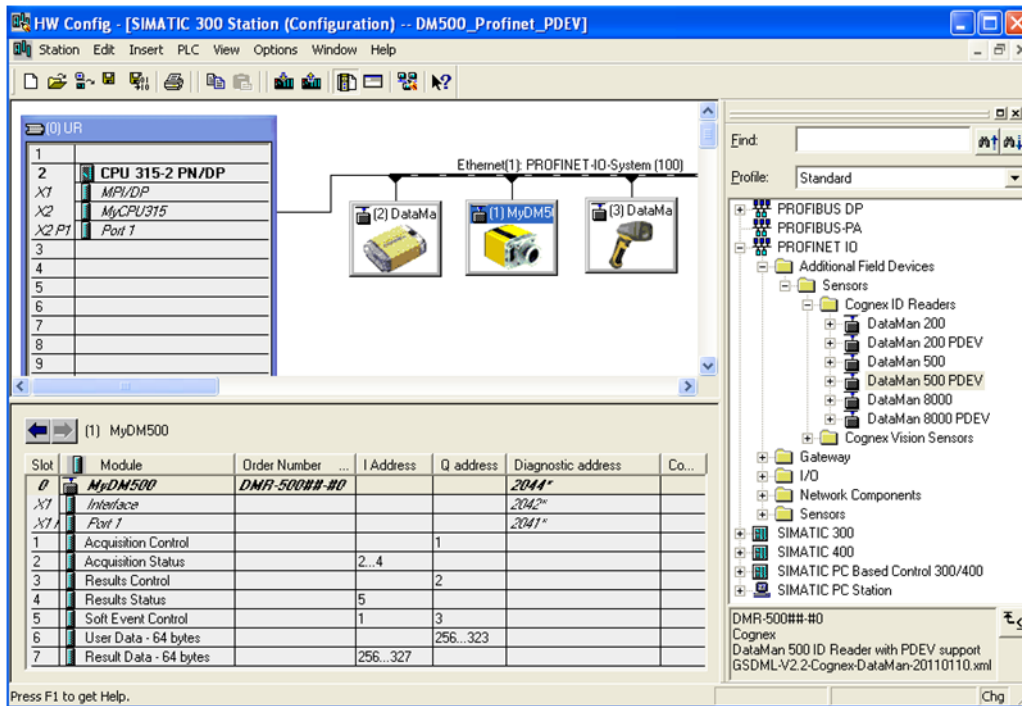 HW Config - [SIMATIC 300 Station (Configuration) -- DM500_Profinet_PDEV]
Station Edit Insert PLC View Options Window Help
(0) UR
1
2 CPU 315-2 PN/DP
X1 MPI/DP
X2 MyCPU315
X2 P1 Port 1
3
4
5
6
7
8
9
Ethernet(1): PROFINET-IO-System (100)
(2) DataMa
(1) MyDM5
(3) DataMa
Find:
Profile: Standard
PROFIBUS DP
PROFIBUS-PA
PROFINET IO
Additional Field Devices
Sensors
Cognex ID Readers
DataMan 200
DataMan 200 PDEV
DataMan 500
DataMan 500 PDEV
DataMan 8000
DataMan 8000 PDEV
Cognex Vision Sensors
Gateway
I/O
Network Components
Sensors
SIMATIC 300
SIMATIC 400
SIMATIC PC Based Control 300/400
SIMATIC PC Station
DMR-500##-#0
Cognex
DataMan 500 ID Reader with PDEV support
GSDML-V2.2-Cognex-DataMan-20110110.xml
(1) MyDM500
Slot Module Order Number ... I Address Q address Diagnostic address Co...
0 MyDM500 DMR-500##-#0 2044*
X1 Interface 2042*
X1 Port 1 2041*
1 Acquisition Control 1
2 Acquisition Status 2...4
3 Results Control 2
4 Results Status 5
5 Soft Event Control 1 3
6 User Data - 64 bytes 256...323
7 Result Data - 64 bytes 256...327
Press F1 to get Help.
Chg